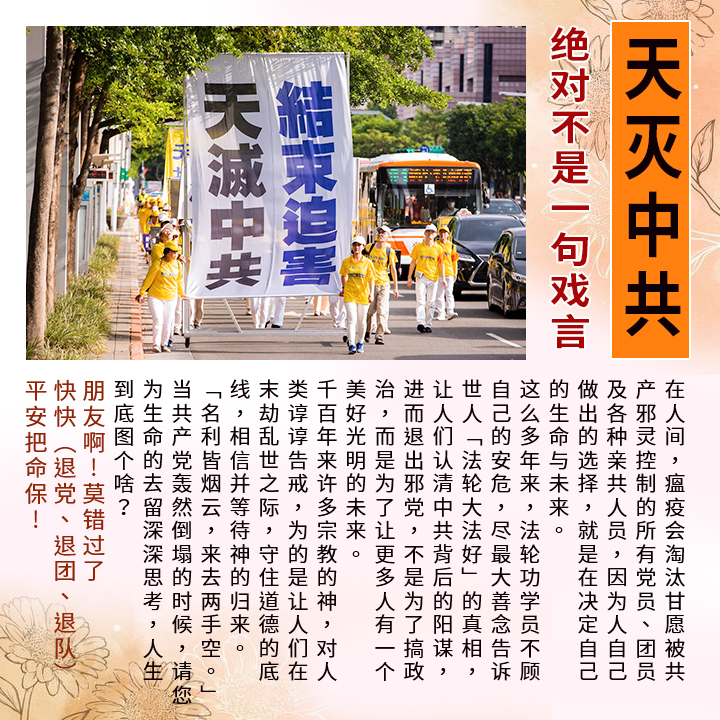 天灭中共
绝对不是一句戏言
結束迫害
天滅中共
在人间，瘟疫会淘汰甘愿被共
产邪灵控制的所有党员、团员
及各种亲共人员，因为人自己
做出的选择，就是在决定自己
的生命与未来。
这么多年来，法轮功学员不顾
自己的安危，尽最大善念告诉
世人「法轮大法好」的真相，
让人们认清中共背后的阴谋，
进而退出邪党，不是为了搞政
治，而是为了让更多人有一个
美好光明的未来。
千百年来许多宗教的神，对人
类谆谆告戒，为的是让人们在
末劫乱世之际，守住道德的底
线，相信并等待神的归来。
「名利皆烟云，来去两手空。」
当共产党轰然倒塌的时候，请您
为生命的去留深深思考，人生
到底图个啥？
朋友啊！莫错过了
快快（退党、退团、退队）
平安把命保！